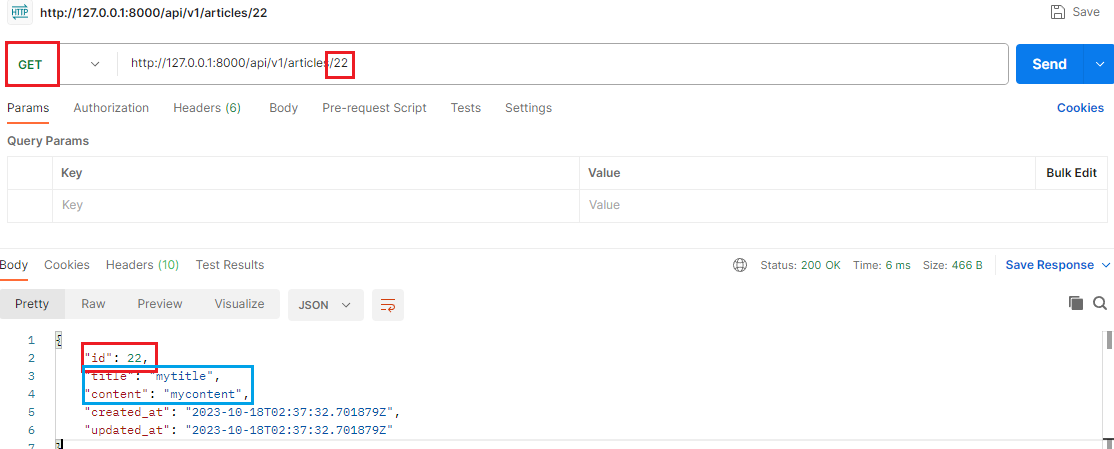 HTTP http://127.0.0.1:8000/api/v1/articles/22 Save
GET http://127.0.0.1:8000/api/v1/articles/22 Send
Params Authorization Headers (6) Body Pre-request Script Tests Settings Cookies
Query Params
Key Value Bulk Edit
Key Value
Body Cookies Headers (10) Test Results Status: 200 OK Time: 6 ms Size: 466 B Save Response
Pretty Raw Preview Visualize JSON
1 {
2 "id": 22,
3 "title": "mytitle",
4 "content": "mycontent",
5 "created_at": "2023-10-18T02:37:32.701879Z",
6 "updated_at": "2023-10-18T02:37:32.701879Z"
7 }